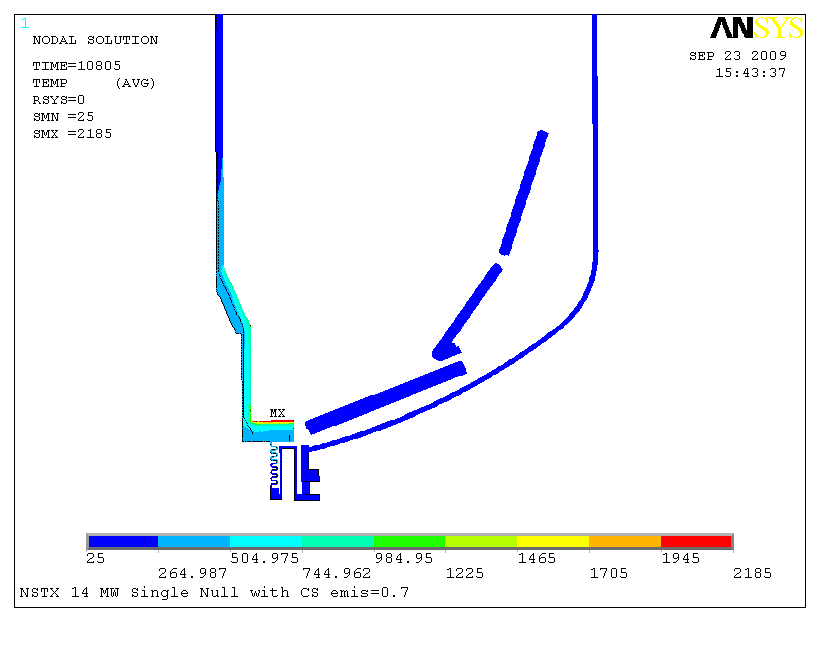 1
ANSYS
NODAL SOLUTION
SEP 23 2009
15:43:37
TIME=10805
TEMP (AVG)
RSYS=0
SMN =25
SMX =2185
MX
25 504.975 984.95 1465 1945
264.987 744.962 1225 1705 2185
NSTX 14 MW Single Null with CS emis=0.7